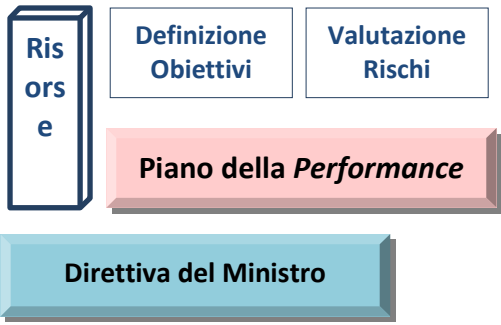 Ris
ors
e
Definizione
Obiettivi
Valutazione
Rischi
Piano della Performance
Direttiva del Ministro